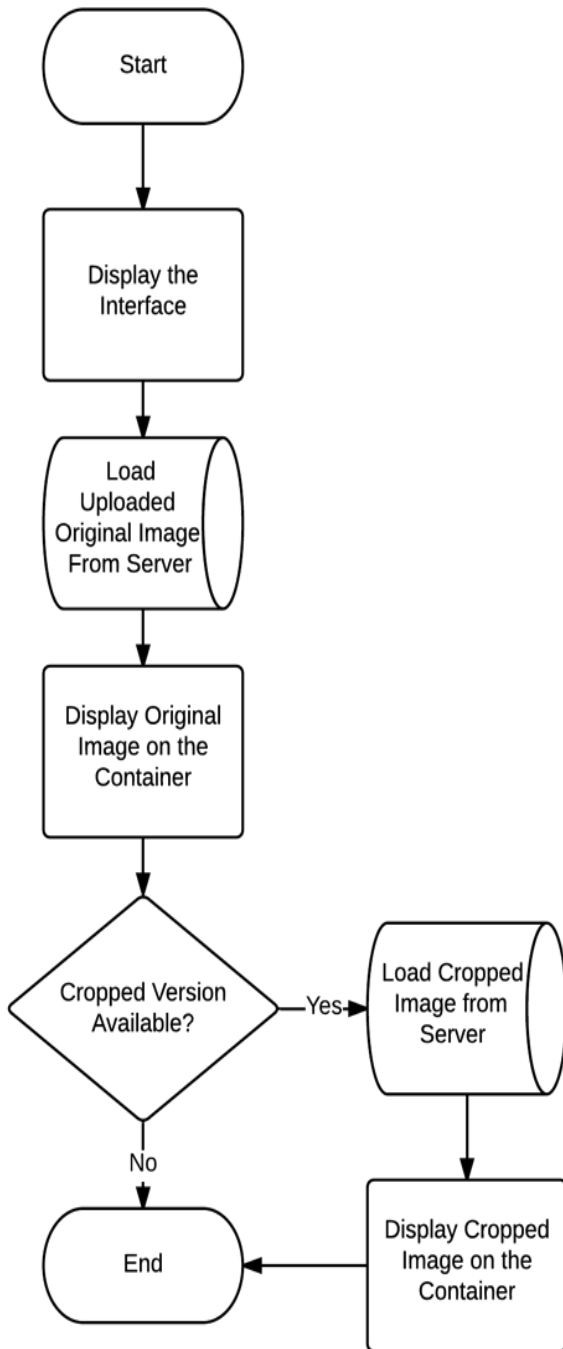 Start
Display the
Interface
Load
Uploaded
Original Image
From Server
Display Original
Image on the
Container
Cropped Version
Available?
Yes
Load Cropped
Image from
Server
No
End
Display Cropped
Image on the
Container